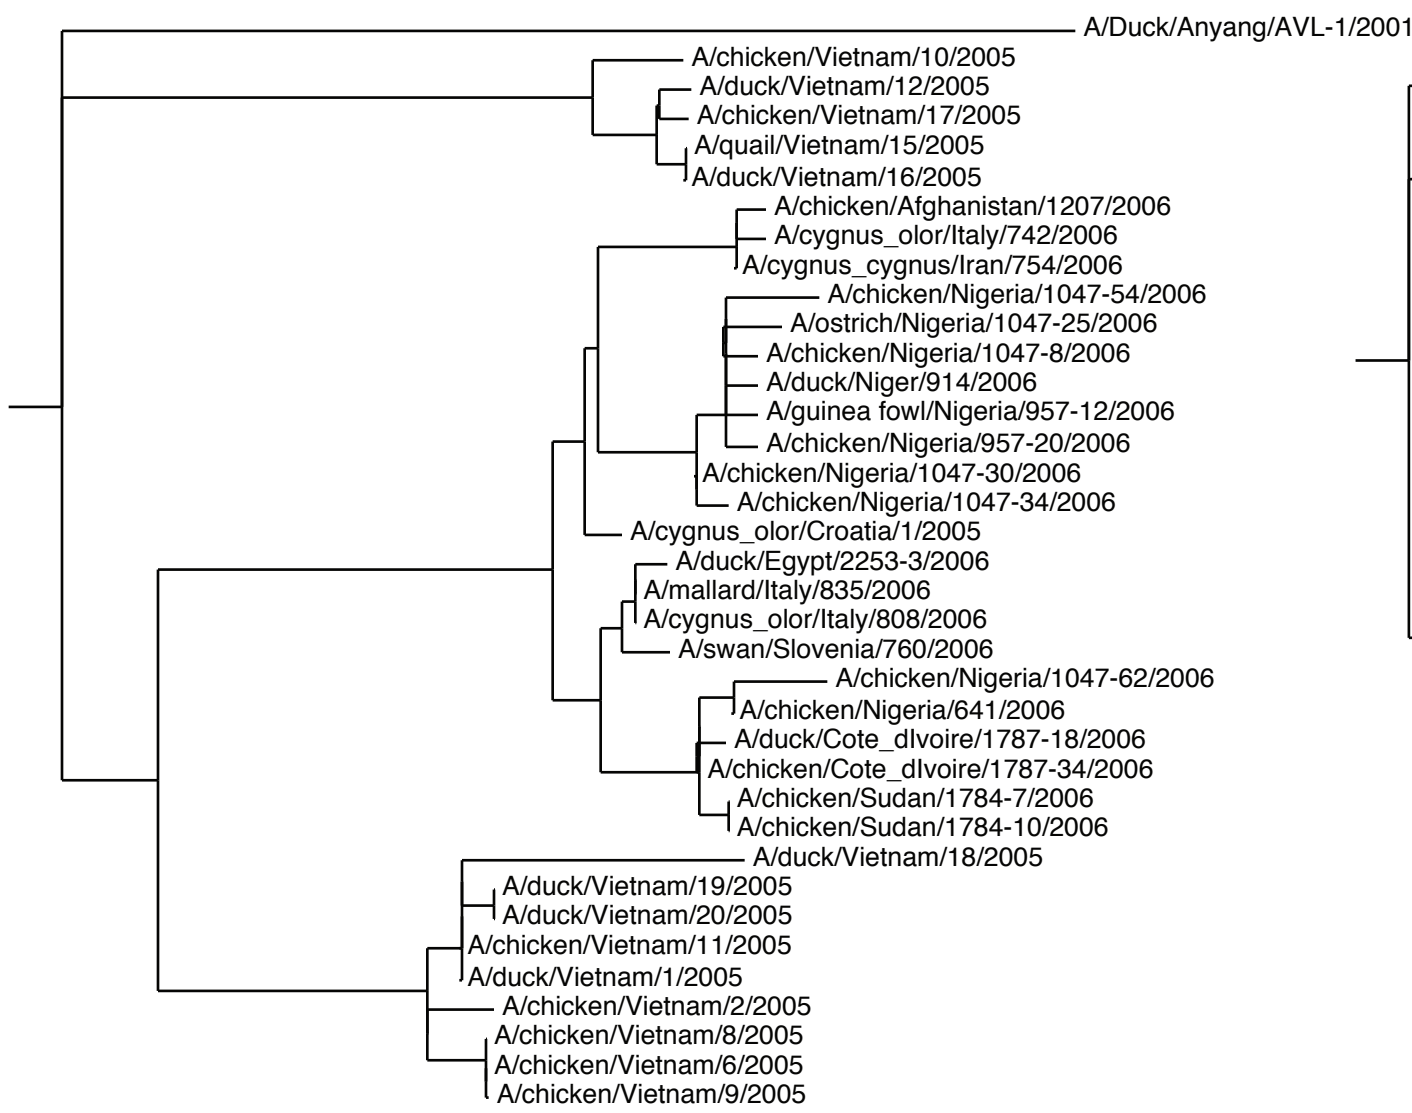 A/Duck/Anyang/AVL-1/2001
A/chicken/Vietnam/10/2005
A/duck/Vietnam/12/2005
A/chicken/Vietnam/17/2005
A/quail/Vietnam/15/2005
A/duck/Vietnam/16/2005
A/chicken/Afghanistan/1207/2006
A/cygnus_olor/Italy/742/2006
A/cygnus_cygnus/Iran/754/2006
A/chicken/Nigeria/1047-54/2006
A/ostrich/Nigeria/1047-25/2006
A/chicken/Nigeria/1047-8/2006
A/duck/Niger/914/2006
A/guinea fowl/Nigeria/957-12/2006
A/chicken/Nigeria/957-20/2006
A/chicken/Nigeria/1047-30/2006
A/chicken/Nigeria/1047-34/2006
A/cygnus_olor/Croatia/1/2005
A/duck/Egypt/2253-3/2006
A/mallard/Italy/835/2006
A/cygnus_olor/Italy/808/2006
A/swan/Slovenia/760/2006
A/chicken/Nigeria/1047-62/2006
A/chicken/Nigeria/641/2006
A/duck/Cote_dIvoire/1787-18/2006
A/chicken/Cote_dIvoire/1787-34/2006
A/chicken/Sudan/1784-7/2006
A/chicken/Sudan/1784-10/2006
A/duck/Vietnam/18/2005
A/duck/Vietnam/19/2005
A/duck/Vietnam/20/2005
A/chicken/Vietnam/11/2005
A/duck/Vietnam/1/2005
A/chicken/Vietnam/2/2005
A/chicken/Vietnam/8/2005
A/chicken/Vietnam/6/2005
A/chicken/Vietnam/9/2005